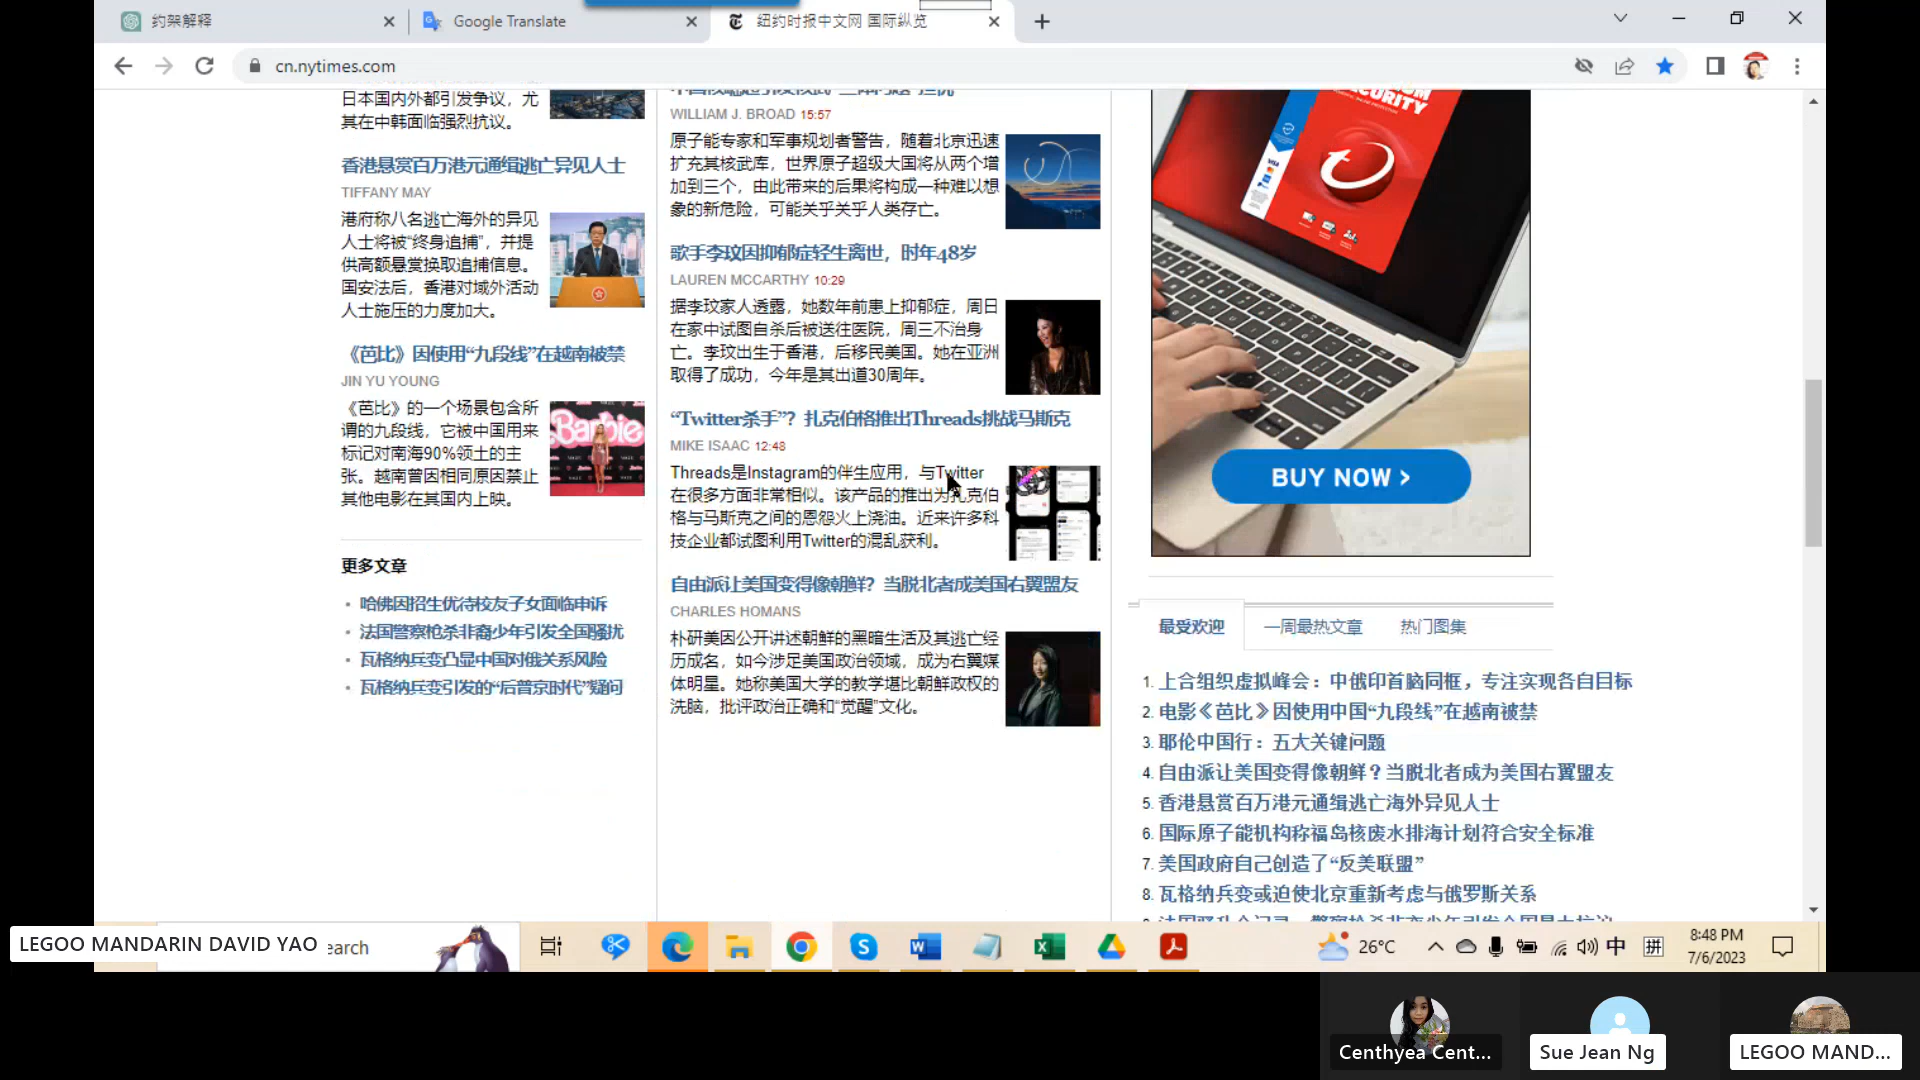 约架解释
Google Translate
纽约时报中文网 国际纵览
cn.nytimes.com
日本国内外都引发争议，尤
其在中韩面临强烈抗议。
香港悬赏百万港元通缉逃亡异见人士
TIFFANY MAY
港府称八名逃亡海外的异见
人士将被“终身追捕”，并提
供高额悬赏换取追捕信息。
国安法后，香港对域外活动
人士施压的力度加大。
《芭比》因使用“九段线”在越南被禁
JIN YU YOUNG
《芭比》的一个场景包含所
谓的九段线，它被中国用来
标记对南海90%领土的主
张。越南曾因相同原因禁止
其他电影在其国内上映。
Barbie
更多文章
哈佛因招生优待校友子女面临申诉
法国警察枪杀非裔少年引发全国骚扰
瓦格纳兵变凸显中国对俄关系风险
瓦格纳兵变引发的“后普京时代”疑问
WILLIAM J. BROAD 15:57
原子能专家和军事规划者警告，随着北京迅速
扩充其核武库，世界原子超级大国将从两个增
加到三个，由此带来的后果将构成一种难以想
象的新危险，可能关乎关乎人类存亡。
歌手李玟因抑郁症轻生离世，时年48岁
LAUREN MCCARTHY 10:29
据李玟家人透露，她数年前患上抑郁症，周日
在家中试图自杀后被送往医院，周三不治身
亡。李玟出生于香港，后移民美国。她在亚洲
取得了成功，今年是其出道30周年。
“Twitter杀手”？扎克伯格推出Threads挑战马斯克
MIKE ISAAC 12:48
Threads是Instagram的伴生应用，与Twitter
在很多方面非常相似。该产品的推出为扎克伯
格与马斯克之间的恩怨火上浇油。近来许多科
技企业都试图利用Twitter的混乱获利。
自由派让美国变得像朝鲜？当脱北者成美国右翼盟友
CHARLES HOMANS
朴研美因公开讲述朝鲜的黑暗生活及其逃亡经
历成名，如今涉足美国政治领域，成为右翼媒
体明星。她称美国大学的教学堪比朝鲜政权的
洗脑，批评政治正确和“觉醒”文化。
BUY NOW >
最受欢迎 一周最热文章 热门图集
1. 上合组织虚拟峰会：中俄印首脑同框，专注实现各自目标
2. 电影《芭比》因使用中国“九段线”在越南被禁
3. 耶伦中国行：五大关键问题
4. 自由派让美国变得像朝鲜？当脱北者成为美国右翼盟友
5. 香港悬赏百万港元通缉逃亡海外异见人士
6. 国际原子能机构称福岛核废水排海计划符合安全标准
7. 美国政府自己创造了“反美联盟”
8. 瓦格纳兵变或迫使北京重新考虑与俄罗斯关系
LEGOO MANDARIN DAVID YAO
earch
26°C
中
拼
8:48 PM
7/6/2023
Centhyea Cent...
Sue Jean Ng
LEGOO MAND...